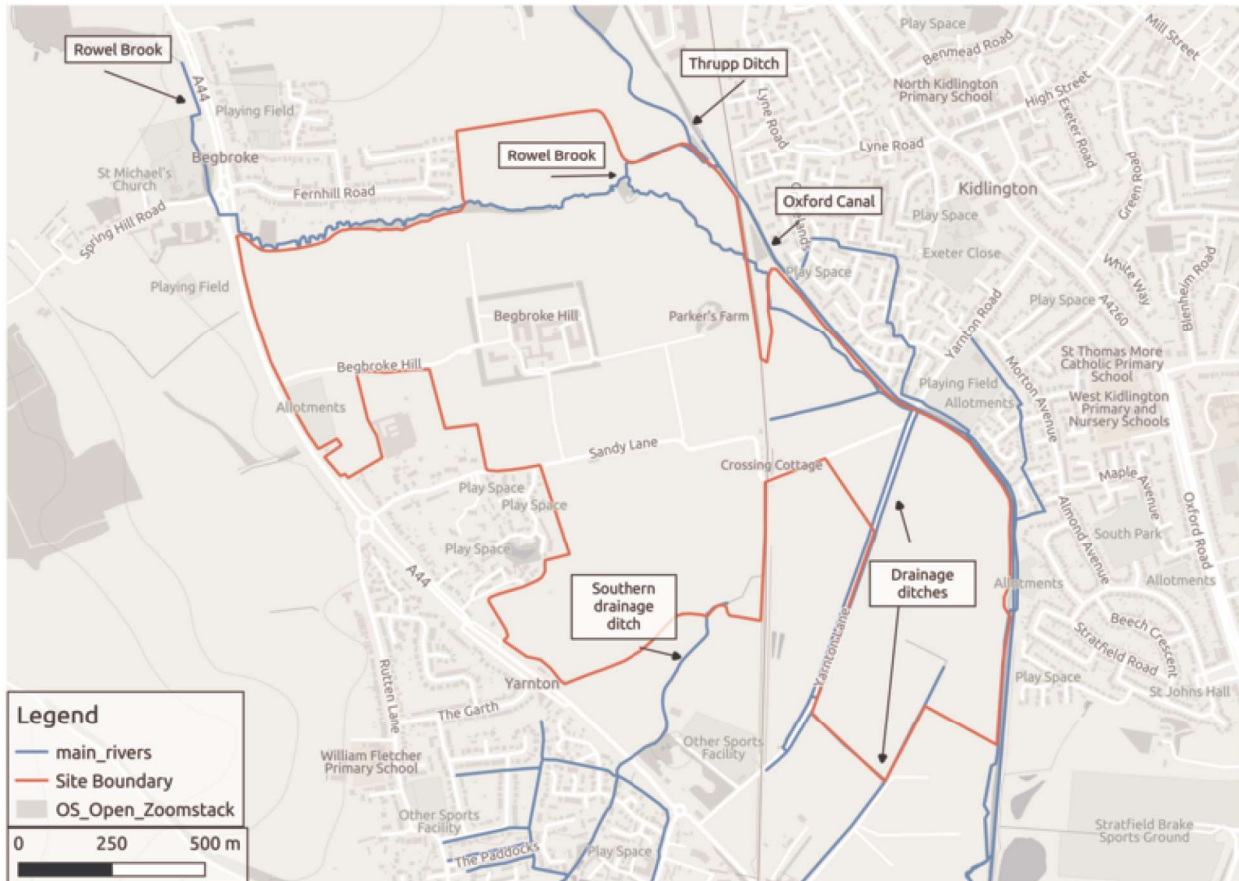 Rowel Brook
A44
Playing Field
Begbroke
St Michael's
Church
Spring Hill Road
Fernhill Road
Playing Field
Thrupp Ditch
Rowel Brook
Oxford Canal
Play Space
Benmead Road
Mill Street
North Kidlington
Primary School
High Street
Exeter Road
Lyne Road
Lyne Road
Green Road
Kidlington
Play Space
Exeter Close
Play Space
White Way
Blenheim Road
Play Space
A4260
Yarnton Road
Begbroke Hill
Parker's Farm
Begbroke Hill
Allotments
Sandy Lane
Crossing Cottage
Playing Field
Allotments
Morton Avenue
St Thomas More
Catholic Primary
School
West Kidlington
Primary and
Nursery Schools
Maple Avenue
Almond Avenue
South Park
Oxford Road
Allotments
Allotments
Play Space
Play Space
Play Space
A44
Southern
drainage
ditch
Drainage
ditches
Yarnton Lane
Beech Crescent
Stratfield Road
Play Space
St Johns Hall
Yarnton
Rutten Lane
The Garth
William Fletcher
Primary School
Other Sports
Facility
Other Sports
Facility
The Paddocks
Play Space
Stratfield Brake
Sports Ground
Legend
main_rivers
Site Boundary
OS_Open_Zoomstack
0 250 500 m